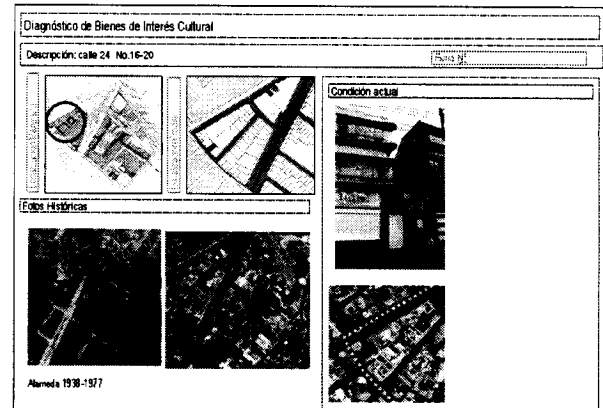 Diagnóstico de Bienes de Interés Cultural
Descripción: calle 24 No.16-20
Condición actual
Fotos Históricas
Alameda 1938-1977